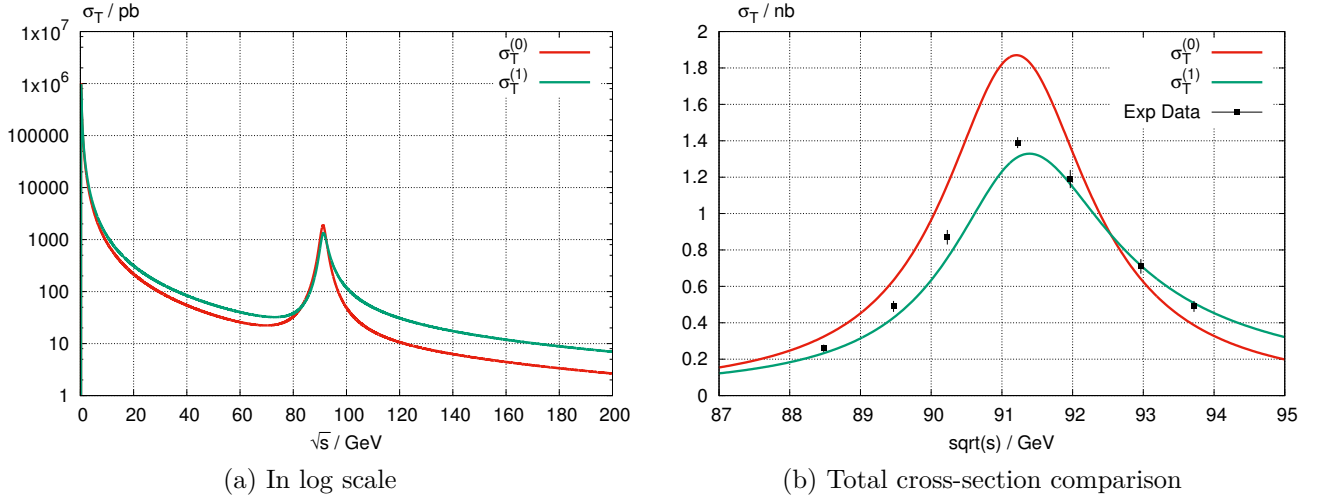 σ_T / pb
1x10^7
1x10^6
100000
10000
1000
100
10
1
0 20 40 60 80 100 120 140 160 180 200
√s / GeV
σ_T^(0)
σ_T^(1)
(a) In log scale
σ_T / nb
2
1.8
1.6
1.4
1.2
1
0.8
0.6
0.4
0.2
0
87 88 89 90 91 92 93 94 95
sqrt(s) / GeV
σ_T^(0)
σ_T^(1)
Exp Data
(b) Total cross-section comparison